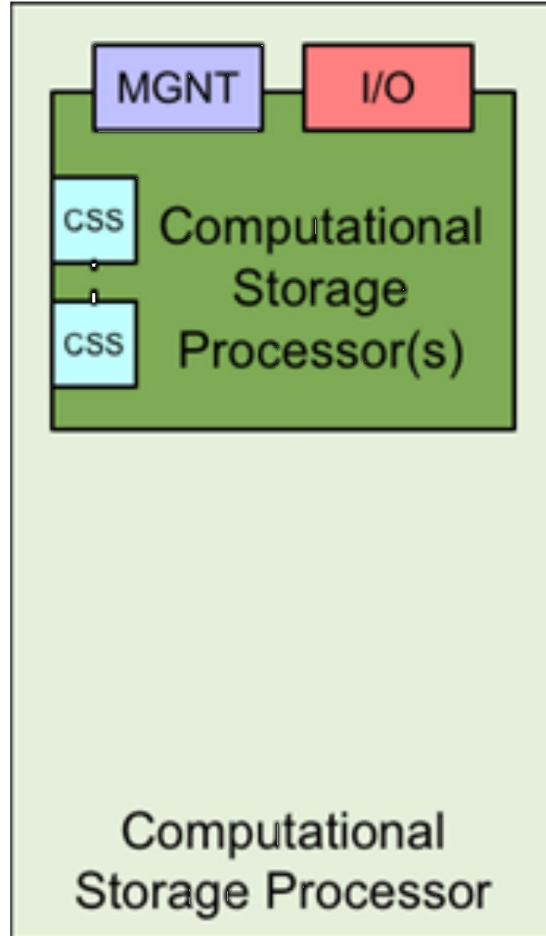 MGNT
I/O
CSS
Computational
Storage
Processor(s)
CSS
Computational
Storage Processor